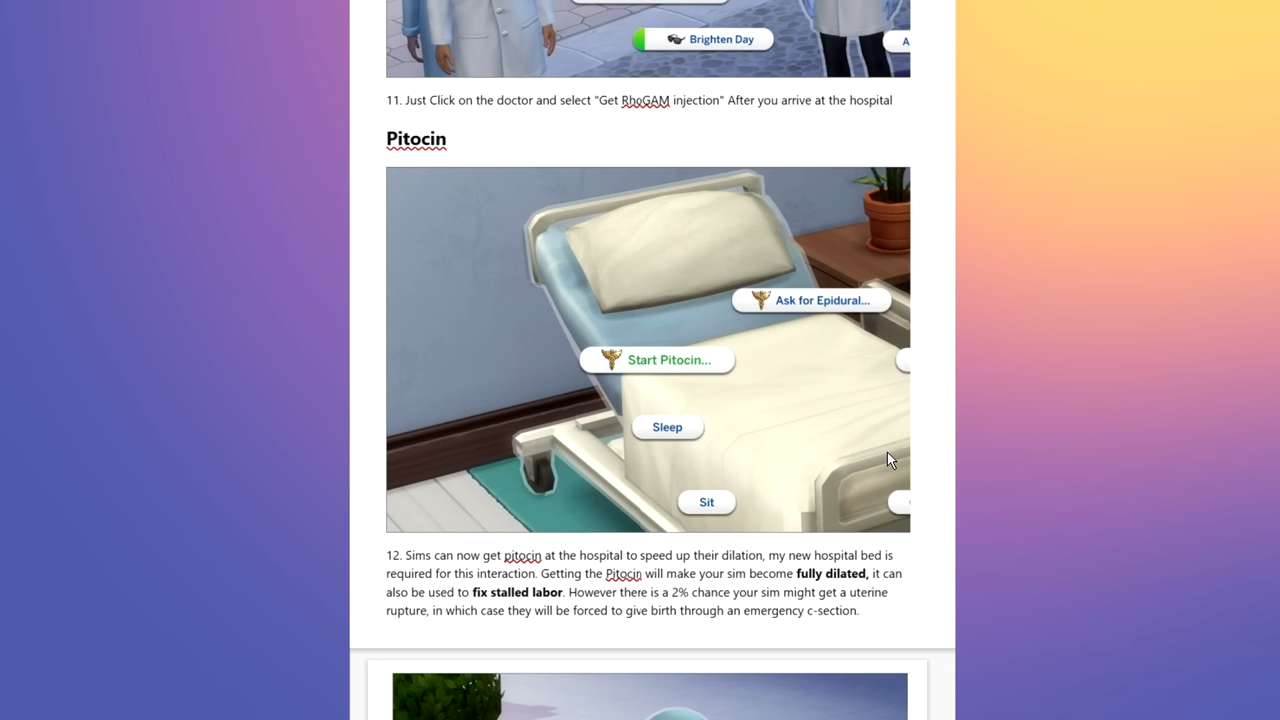 Brighten Day
A
11. Just Click on the doctor and select "Get RhoGAM injection" After you arrive at the hospital
Pitocin
Ask for Epidural...
Start Pitocin...
Sleep
Sit
12. Sims can now get pitocin at the hospital to speed up their dilation, my new hospital bed is
required for this interaction. Getting the Pitocin will make your sim become fully dilated, it can
also be used to fix stalled labor. However there is a 2% chance your sim might get a uterine
rupture, in which case they will be forced to give birth through an emergency c-section.